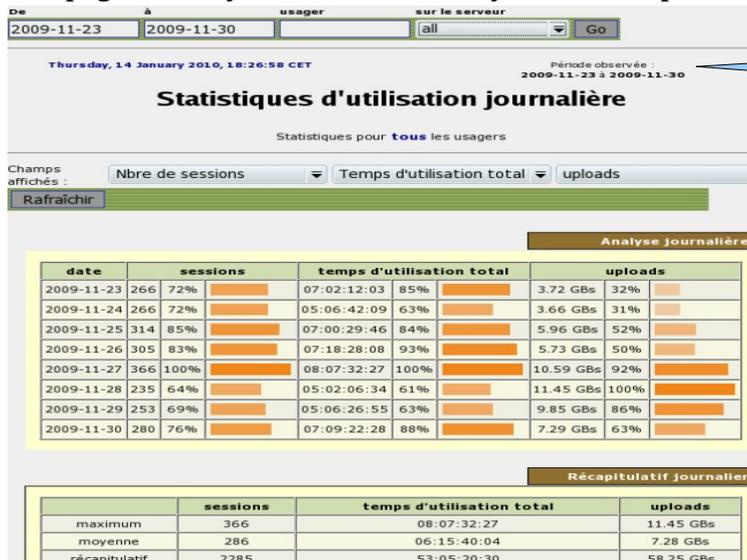 De à usager sur le serveur
2009-11-23 2009-11-30 all Go
Thursday, 14 January 2010, 18:26:58 CET
Période observée :
2009-11-23 à 2009-11-30
Statistiques d'utilisation journalière
Statistiques pour tous les usagers
Champs affichés : Nbre de sessions Temps d'utilisation total uploads
Rafraîchir
Analyse journalière
date sessions temps d'utilisation total uploads
2009-11-23 266 72% 07:02:12:03 85% 3.72 GBs 32%
2009-11-24 266 72% 05:06:42:09 63% 3.66 GBs 31%
2009-11-25 314 85% 07:00:29:46 84% 5.96 GBs 52%
2009-11-26 305 83% 07:18:28:08 93% 5.73 GBs 50%
2009-11-27 366 100% 08:07:32:27 100% 10.59 GBs 92%
2009-11-28 235 64% 05:02:06:34 61% 11.45 GBs 100%
2009-11-29 253 69% 05:06:26:55 63% 9.85 GBs 86%
2009-11-30 280 76% 07:09:22:28 88% 7.29 GBs 63%
Récapitulatif journalier
sessions temps d'utilisation total uploads
maximum 366 08:07:32:27 11.45 GBs
moyenne 286 06:15:40:04 7.28 GBs
récapitulatif 2285 53:05:20:30 58.25 GBs